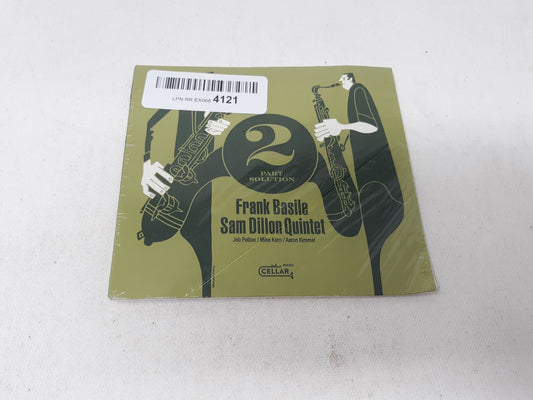 LPN RR EX068 4121
2
PART
SOLUTION
Frank Basile
Sam Dillon Quintet
Jeb Patton / Mike Karn / Aaron Kimmel
CELLAR